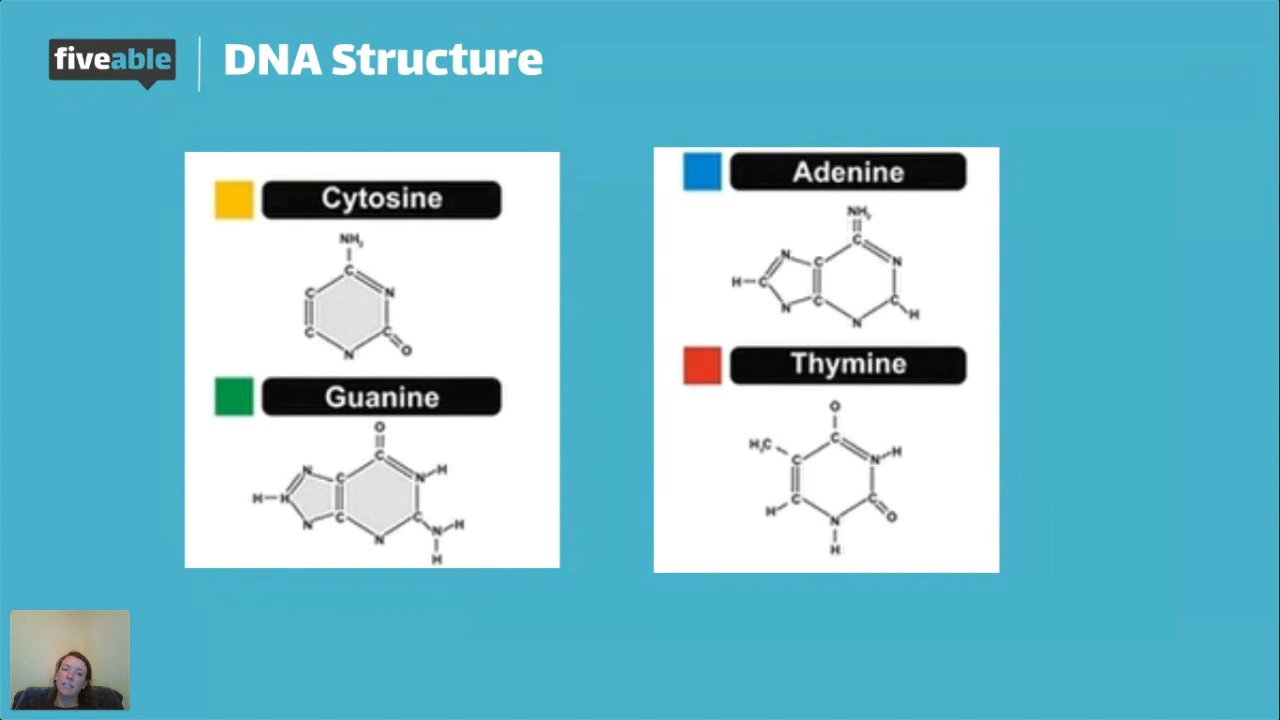 fiveable
DNA Structure
Cytosine
NH₂
C
C
N
C
C
N
O
Guanine
O
C
N
C
N
H
H
H
N
C
C
N
N
H
H
Adenine
NH₂
C
N
C
N
H
C
N
C
C
H
N
Thymine
O
C
H₃C
C
N
H
C
C
H
O
N
H